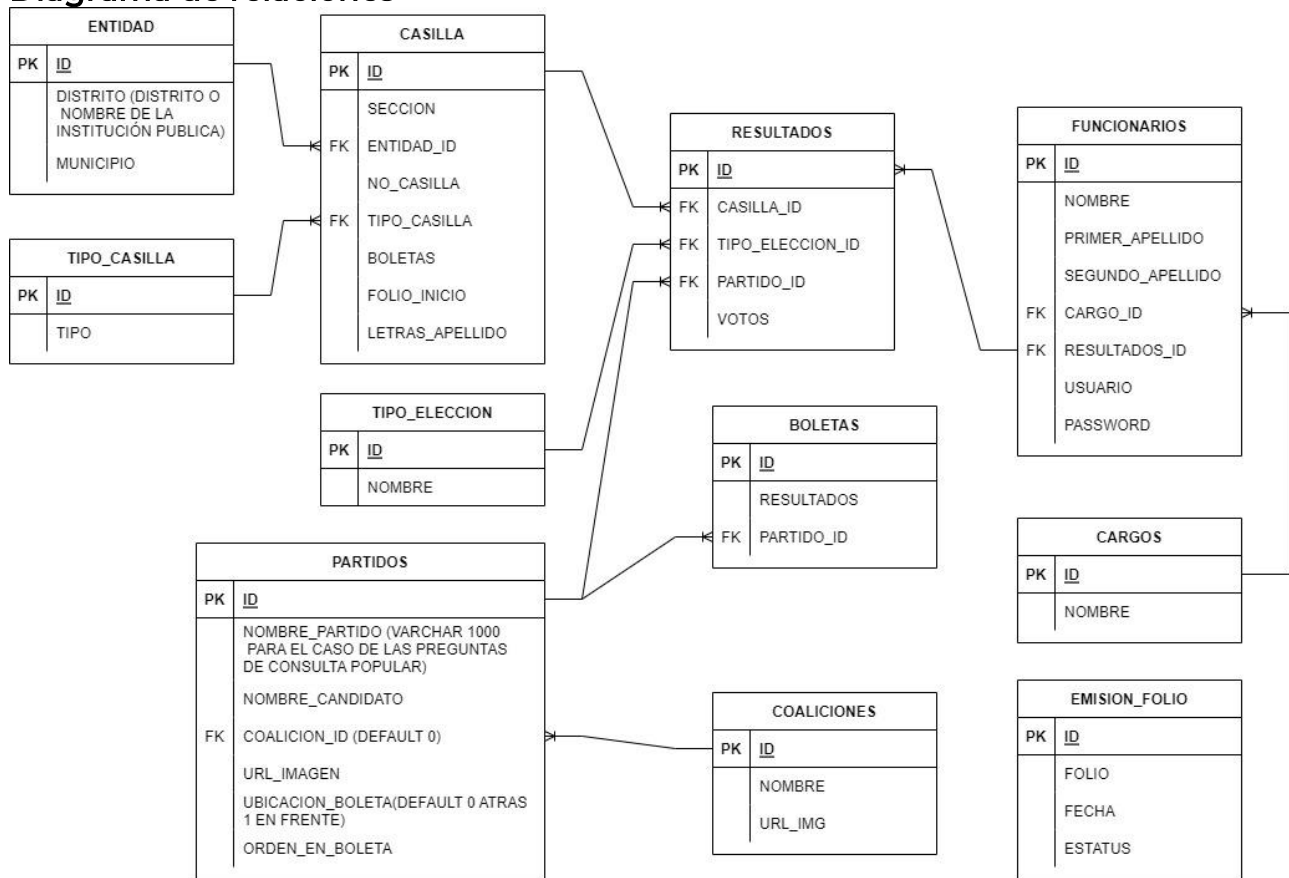 Diagrama de relaciones
ENTIDAD
PK ID
DISTRITO (DISTRITO O
NOMBRE DE LA
INSTITUCIÓN PUBLICA)
MUNICIPIO
TIPO_CASILLA
PK ID
TIPO
CASILLA
PK ID
SECCION
FK ENTIDAD_ID
NO_CASILLA
FK TIPO_CASILLA
BOLETAS
FOLIO_INICIO
LETRAS_APELLIDO
TIPO_ELECCION
PK ID
NOMBRE
RESULTADOS
PK ID
FK CASILLA_ID
FK TIPO_ELECCION_ID
FK PARTIDO_ID
VOTOS
FUNCIONARIOS
PK ID
NOMBRE
PRIMER_APELLIDO
SEGUNDO_APELLIDO
FK CARGO_ID
FK RESULTADOS_ID
USUARIO
PASSWORD
BOLETAS
PK ID
RESULTADOS
FK PARTIDO_ID
CARGOS
PK ID
NOMBRE
PARTIDOS
PK ID
NOMBRE_PARTIDO (VARCHAR 1000
PARA EL CASO DE LAS PREGUNTAS
DE CONSULTA POPULAR)
NOMBRE_CANDIDATO
FK COALICION_ID (DEFAULT 0)
URL_IMAGEN
UBICACION_BOLETA(DEFAULT 0 ATRAS
1 EN FRENTE)
ORDEN_EN_BOLETA
COALICIONES
PK ID
NOMBRE
URL_IMG
EMISION_FOLIO
PK ID
FOLIO
FECHA
ESTATUS